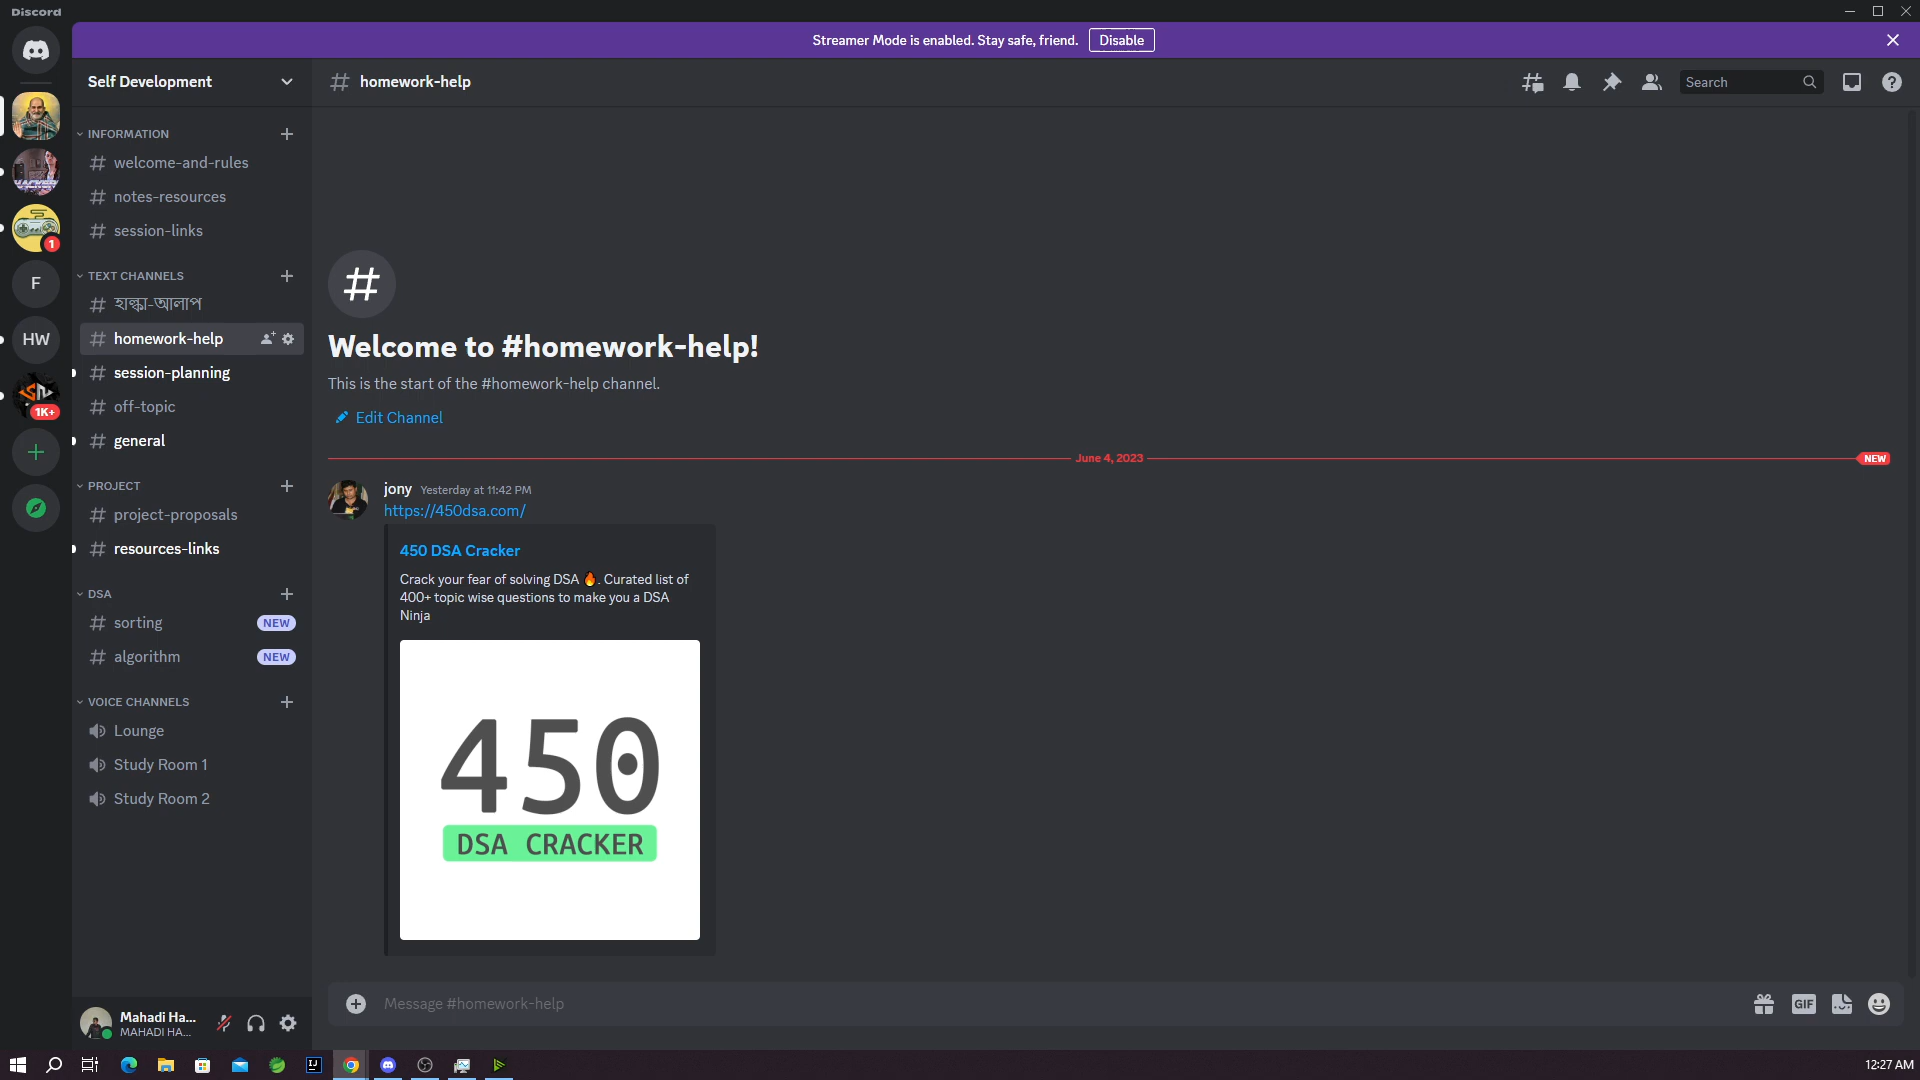 Discord
Streamer Mode is enabled. Stay safe, friend. Disable
Self Development
# homework-help
Search
INFORMATION
welcome-and-rules
notes-resources
session-links
TEXT CHANNELS
হাল্কা-আলাপ
homework-help
session-planning
off-topic
general
PROJECT
project-proposals
resources-links
DSA
sorting NEW
algorithm NEW
VOICE CHANNELS
Lounge
Study Room 1
Study Room 2
1
F
HW
1K+
#
Welcome to #homework-help!
This is the start of the #homework-help channel.
Edit Channel
June 4, 2023 NEW
jony Yesterday at 11:42 PM
https://450dsa.com/
450 DSA Cracker
Crack your fear of solving DSA 🔥. Curated list of
400+ topic wise questions to make you a DSA
Ninja
450
DSA CRACKER
Message #homework-help
GIF
Mahadi Ha...
MAHADI HA...
IJ
12:27 AM